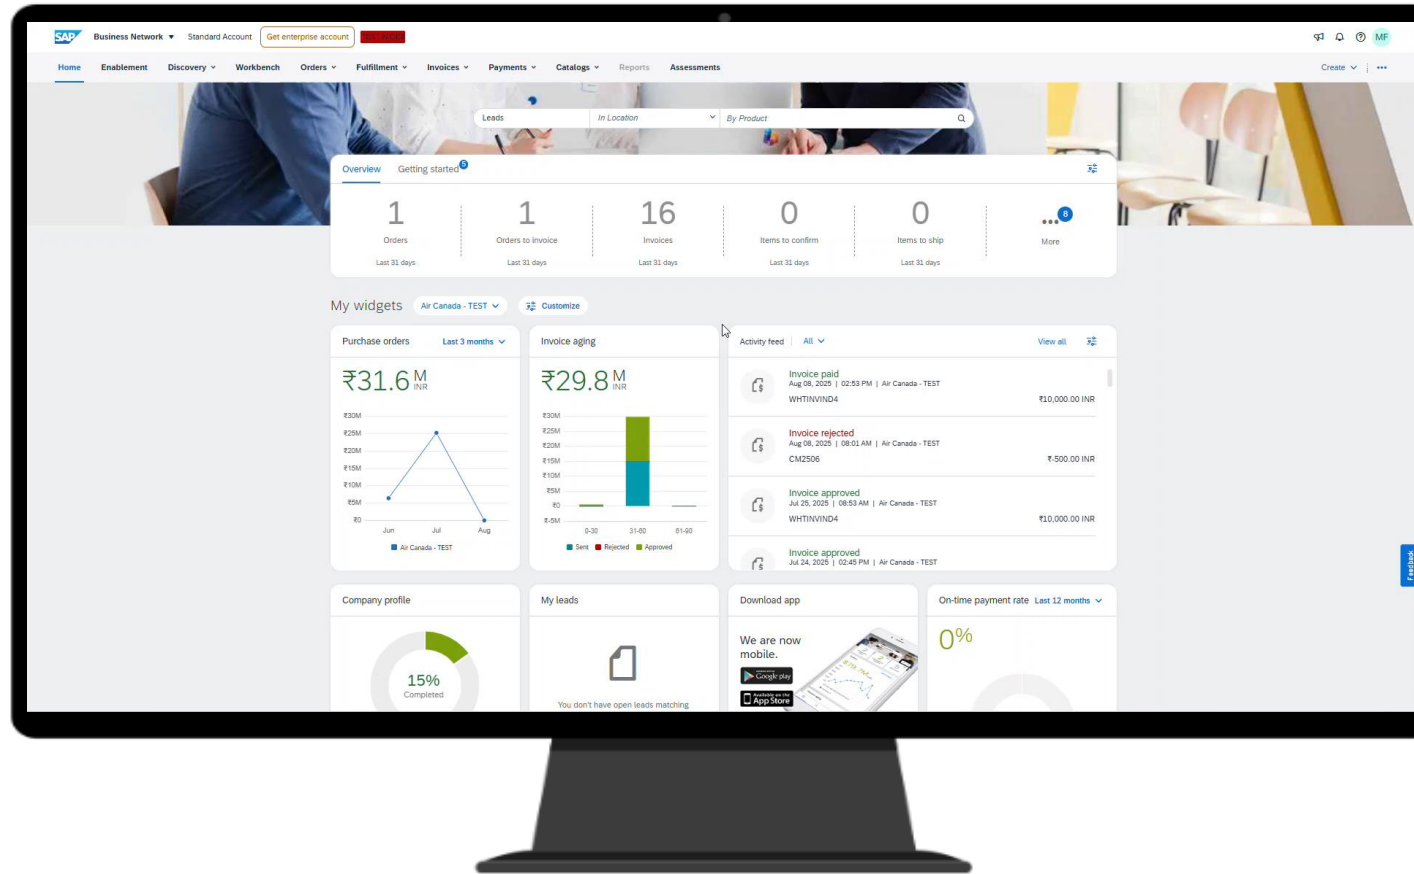 SAP Business Network Standard Account Get enterprise account TEST MODE
MF
Home Enablement Discovery Workbench Orders Fulfillment Invoices Payments Catalogs Reports Assessments Create
Leads In Location By Product
Overview Getting started 5
1 1 16 0 0 8
Orders Orders to invoice Invoices Items to confirm Items to ship More
Last 31 days Last 31 days Last 31 days Last 31 days Last 31 days
My widgets Air Canada - TEST Customize
Purchase orders Last 3 months
₹31.6 M INR
₹30M
₹25M
₹20M
₹15M
₹10M
₹5M
₹0
Jun Jul Aug
Air Canada - TEST
Invoice aging
₹29.8 M INR
₹30M
₹25M
₹20M
₹15M
₹10M
₹5M
₹0
₹-5M
0-30 31-60 61-90
Sent Rejected Approved
Activity feed All View all
Invoice paid
Aug 08, 2025 | 02:53 PM | Air Canada - TEST
WHTINVIND4 ₹10,000.00 INR
Invoice rejected
Aug 08, 2025 | 08:01 AM | Air Canada - TEST
CM2506 ₹-500.00 INR
Invoice approved
Jul 25, 2025 | 08:53 AM | Air Canada - TEST
WHTINVIND4 ₹10,000.00 INR
Invoice approved
Jul 24, 2025 | 02:45 PM | Air Canada - TEST
Feedback
Company profile
15%
Completed
My leads
You don't have open leads matching
Download app
We are now
mobile.
Google play
Available on the
App Store
On-time payment rate Last 12 months
0%